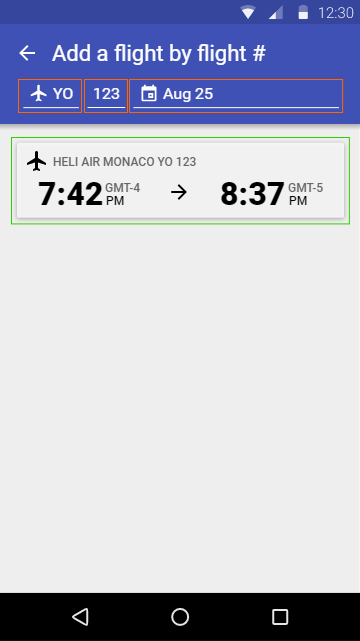 12:30
Add a flight by flight #
YO 123 Aug 25
HELI AIR MONACO YO 123
7:42 GMT-4 PM → 8:37 GMT-5 PM